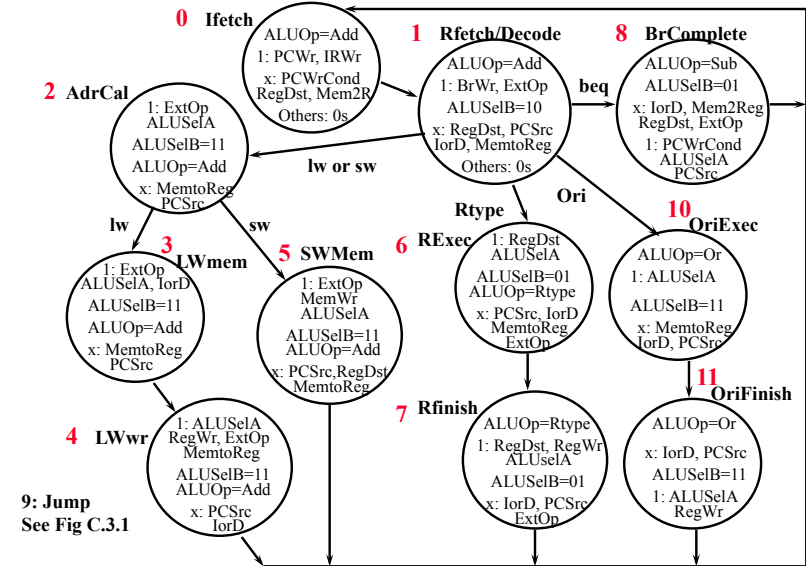 0 Ifetch
ALUOp=Add
1: PCWr, IRWr
x: PCWrCond
RegDst, Mem2R
Others: 0s
1 Rfetch/Decode
ALUOp=Add
1: BrWr, ExtOp
ALUSelB=10
x: RegDst, PCSrc
IorD, MemtoReg
Others: 0s
beq
8 BrComplete
ALUOp=Sub
ALUSelB=01
x: IorD, Mem2Reg
RegDst, ExtOp
1: PCWrCond
ALUSelA
PCSrc
2 AdrCal
1: ExtOp
ALUSelA
ALUSelB=11
ALUOp=Add
x: MemtoReg
PCSrc
lw or sw
Rtype
Ori
lw
sw
3 LWmem
1: ExtOp
ALUSelA, IorD
ALUSelB=11
ALUOp=Add
x: MemtoReg
PCSrc
5 SWMem
1: ExtOp
MemWr
ALUSelA
ALUSelB=11
ALUOp=Add
x: PCSrc,RegDst
MemtoReg
6 RExec
1: RegDst
ALUSelA
ALUSelB=01
ALUOp=Rtype
x: PCSrc, IorD
MemtoReg
ExtOp
10 OriExec
ALUOp=Or
1: ALUSelA
ALUSelB=11
x: MemtoReg
IorD, PCSrc
4 LWwr
1: ALUSelA
RegWr, ExtOp
MemtoReg
ALUSelB=11
ALUOp=Add
x: PCSrc
IorD
7 Rfinish
ALUOp=Rtype
1: RegDst, RegWr
ALUselA
ALUSelB=01
x: IorD, PCSrc
ExtOp
11 OriFinish
ALUOp=Or
x: IorD, PCSrc
ALUSelB=11
1: ALUSelA
RegWr
9: Jump
See Fig C.3.1